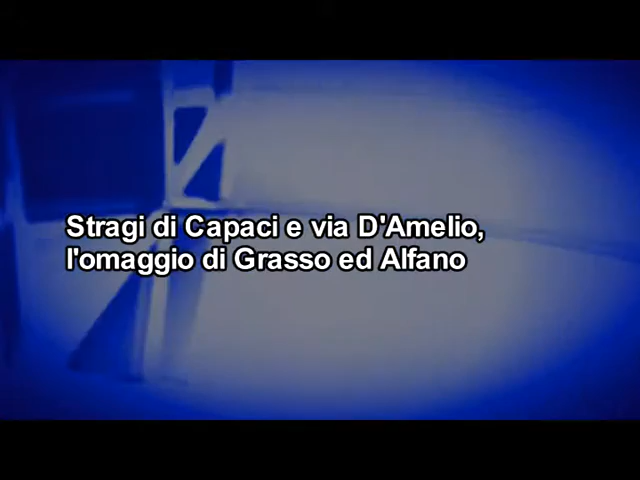 Stragi di Capaci e via D'Amelio,
l'omaggio di Grasso ed Alfano